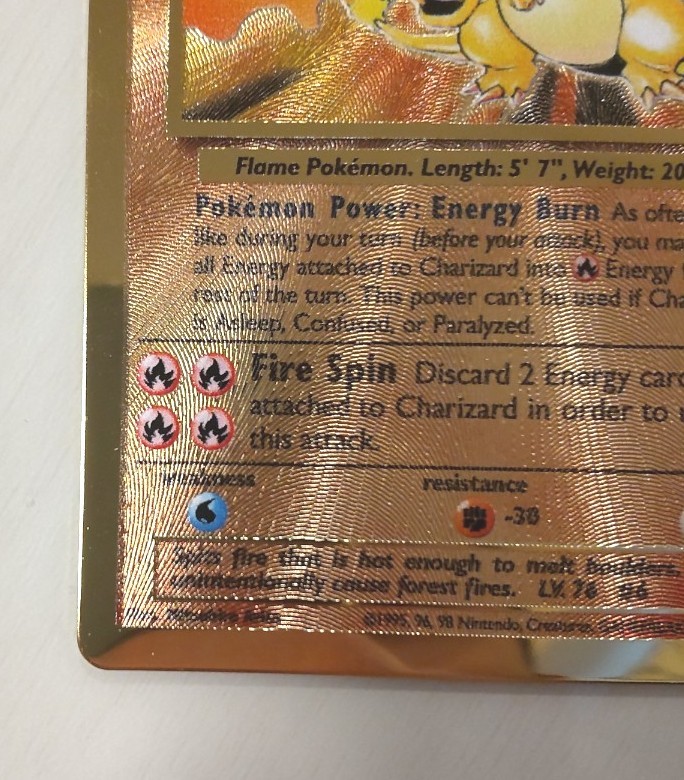 Flame Pokémon. Length: 5' 7", Weight: 20
Pokémon Power: Energy Burn As ofte
like during your turn (before your attack), you ma
all Energy attached to Charizard into Energy
rest of the turn. This power can't be used if Cha
is Asleep, Confused, or Paralyzed.
Fire Spin Discard 2 Energy card
attached to Charizard in order to
this attack.
weakness resistance
-30
Spits fire that is hot enough to melt boulders.
unintentionally cause forest fires. LV. 76 #6
Illus. Mitsuhiro Arita ©1995, 96, 98 Nintendo, Creatures,